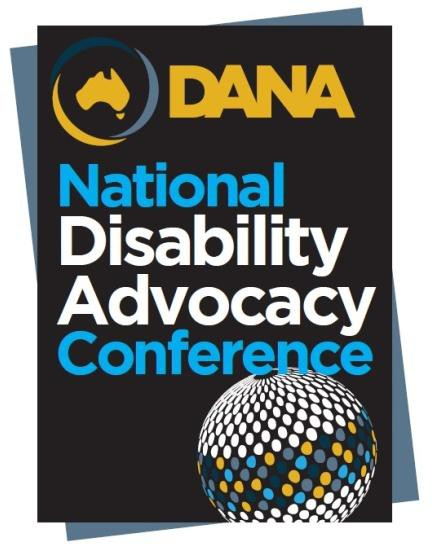 DANA
National
Disability
Advocacy
Conference